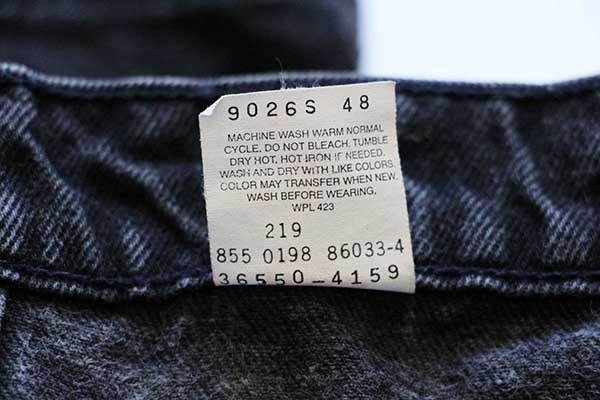 9026S 48
MACHINE WASH WARM NORMAL
CYCLE. DO NOT BLEACH. TUMBLE
DRY HOT, HOT IRON IF NEEDED.
WASH AND DRY WITH LIKE COLORS.
COLOR MAY TRANSFER WHEN NEW.
WASH BEFORE WEARING.
WPL 423
219
855 0198 86033-4
36550-4159